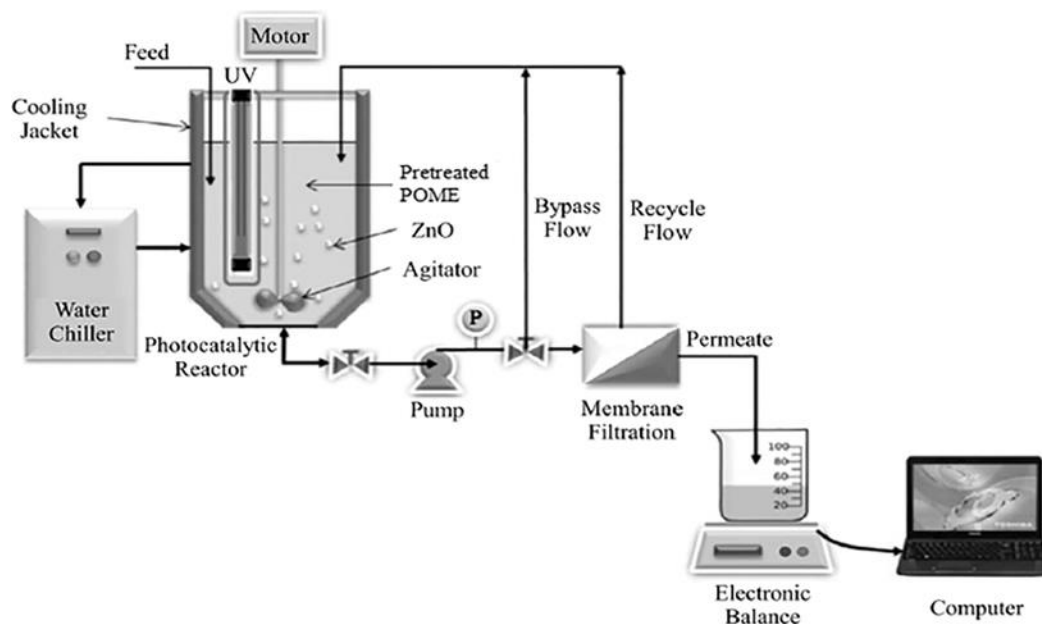 Motor
Feed
UV
Cooling
Jacket
Pretreated
POME
ZnO
Agitator
Bypass
Flow
Recycle
Flow
Water
Chiller
Photocatalytic
Reactor
P
Pump
Permeate
Membrane
Filtration
100
80
60
40
20
TOSHIBA
Electronic
Balance
Computer